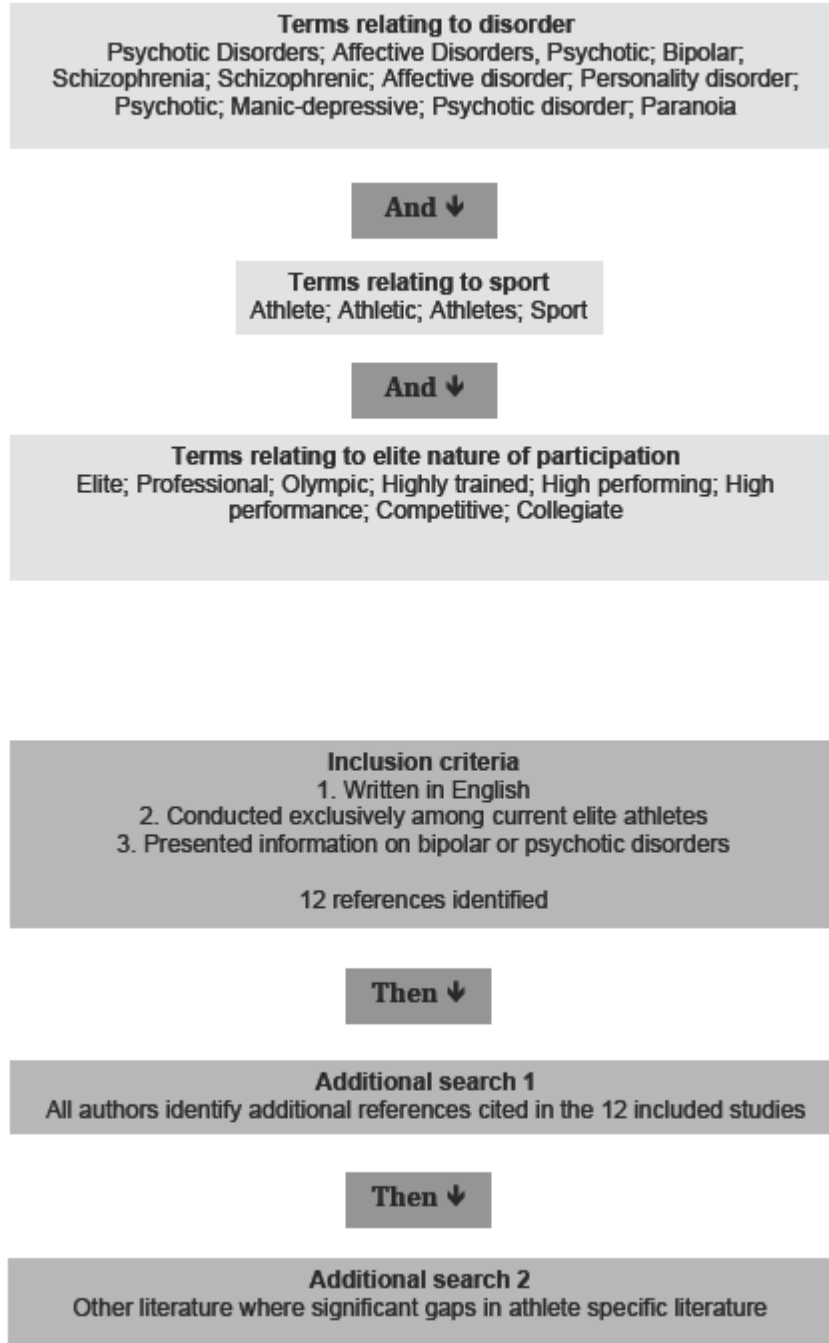 Terms relating to disorder
Psychotic Disorders; Affective Disorders, Psychotic; Bipolar;
Schizophrenia; Schizophrenic; Affective disorder; Personality disorder;
Psychotic; Manic-depressive; Psychotic disorder; Paranoia
And ↓
Terms relating to sport
Athlete; Athletic; Athletes; Sport
And ↓
Terms relating to elite nature of participation
Elite; Professional; Olympic; Highly trained; High performing; High
performance; Competitive; Collegiate
Inclusion criteria
1. Written in English
2. Conducted exclusively among current elite athletes
3. Presented information on bipolar or psychotic disorders
12 references identified
Then ↓
Additional search 1
All authors identify additional references cited in the 12 included studies
Then ↓
Additional search 2
Other literature where significant gaps in athlete specific literature